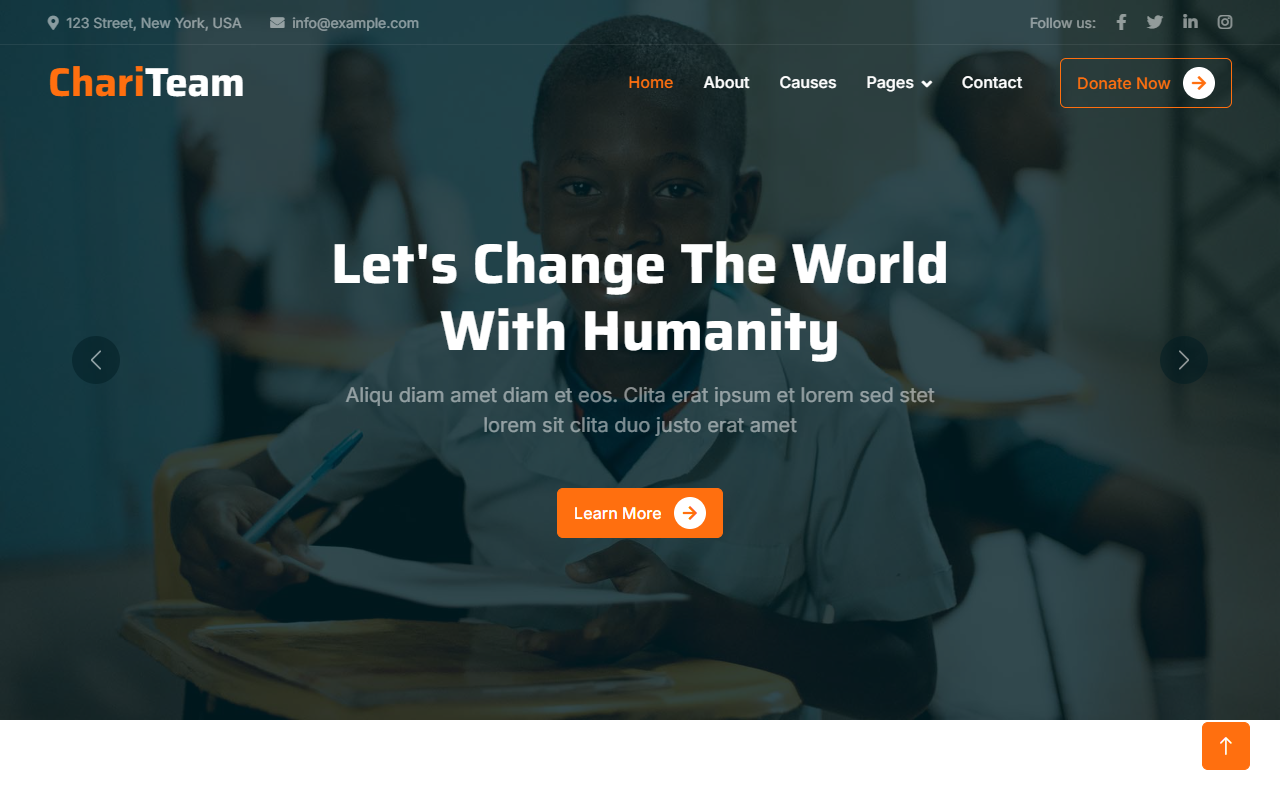 123 Street, New York, USA info@example.com Follow us:
ChariTeam Home About Causes Pages Contact Donate Now
Let's Change The World
With Humanity
Aliqu diam amet diam et eos. Clita erat ipsum et lorem sed stet
lorem sit clita duo justo erat amet
Learn More